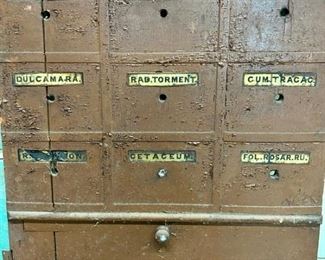 DULCAMARA.
RAD.TORMENT.
GUM.TRAGAC.
CETACEUM.
FOL.ROSAR.RU.